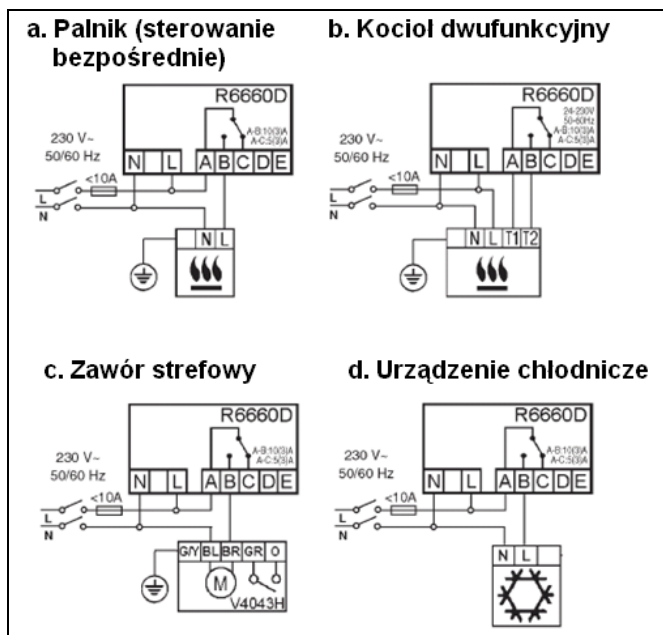 a. Palnik (sterowanie
bezpośrednie)
R6660D
A-B:10(3)A
A-C:5(3)A
230 V~
50/60 Hz
N L A B C D E
<10A
L
N
N L
b. Kocioł dwufunkcyjny
R6660D
24-230V
50-60Hz
A-B:10(3)A
A-C:5(3)A
230 V~
50/60 Hz
N L A B C D E
<10A
L
N
N L T1 T2
c. Zawór strefowy
R6660D
A-B:10(3)A
A-C:5(3)A
230 V~
50/60 Hz
N L A B C D E
<10A
L
N
G/Y BL BR GR O
M
V4043H
d. Urządzenie chłodnicze
R6660D
A-B:10(3)A
A-C:5(3)A
230 V~
50/60 Hz
N L A B C D E
<10A
L
N
N L